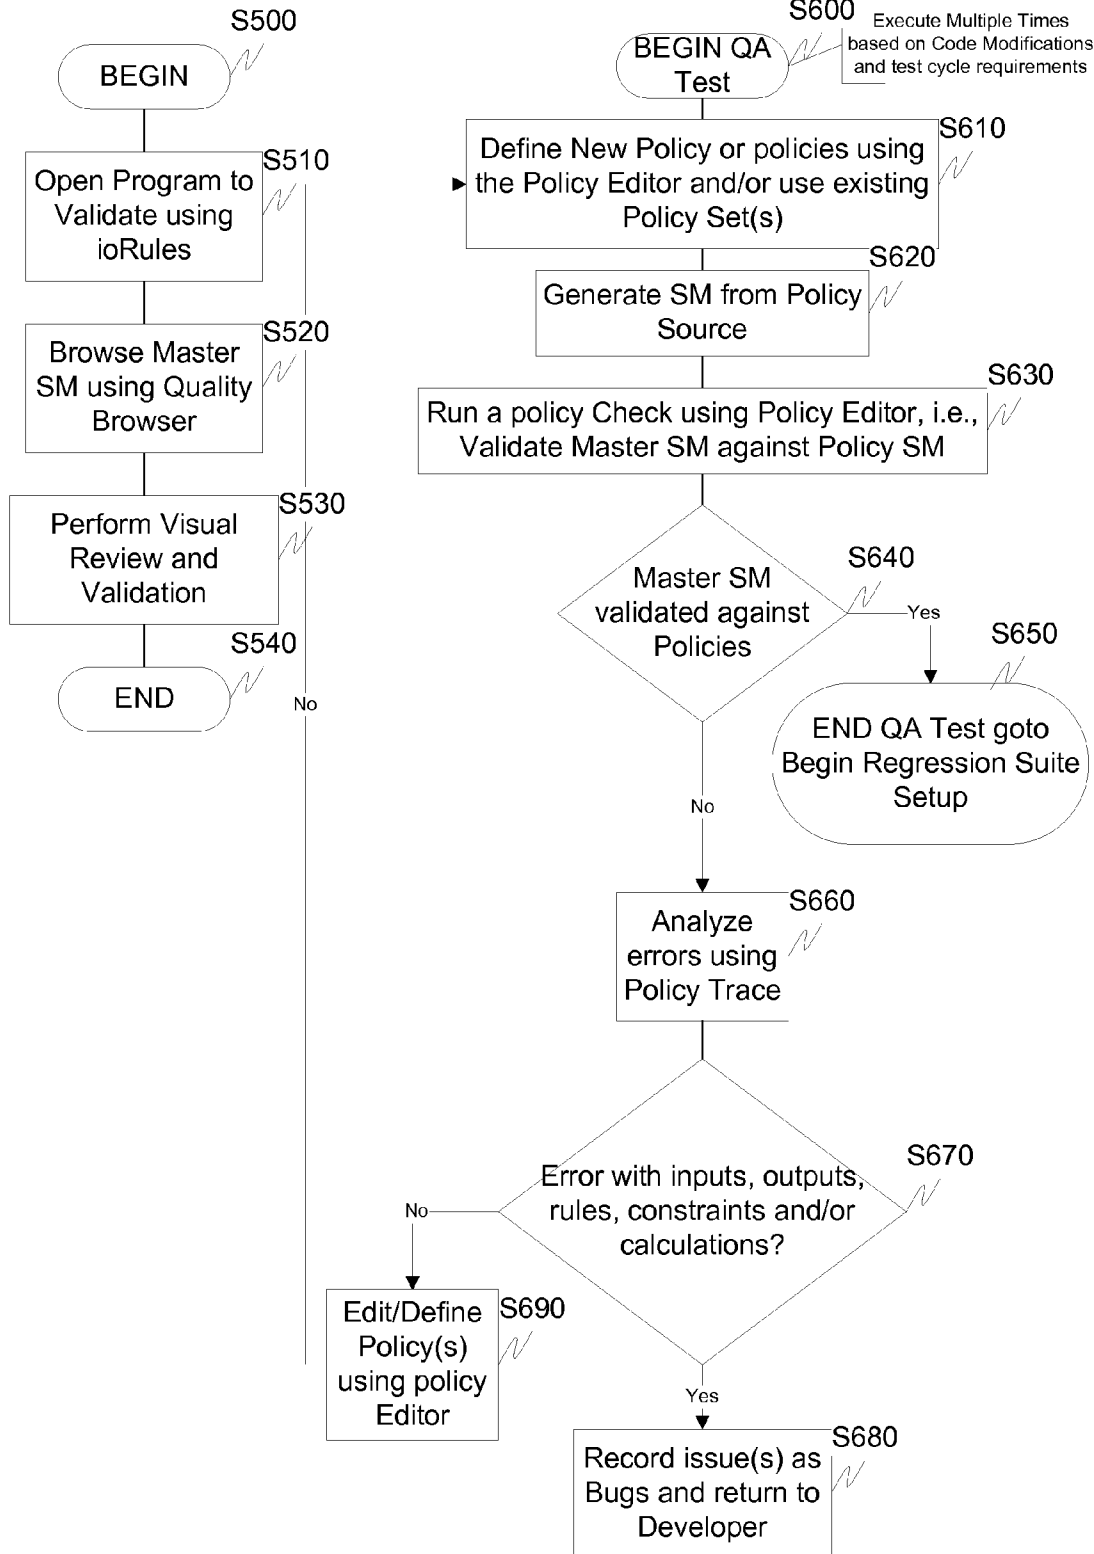 S500
BEGIN
S510
Open Program to
Validate using
ioRules
S520
Browse Master
SM using Quality
Browser
S530
Perform Visual
Review and
Validation
S540
END
No
S600
Execute Multiple Times
based on Code Modifications
and test cycle requirements
BEGIN QA
Test
S610
Define New Policy or policies using
the Policy Editor and/or use existing
Policy Set(s)
S620
Generate SM from Policy
Source
S630
Run a policy Check using Policy Editor, i.e.,
Validate Master SM against Policy SM
S640
Master SM
validated against
Policies
Yes
S650
END QA Test goto
Begin Regression Suite
Setup
No
S660
Analyze
errors using
Policy Trace
S670
Error with inputs, outputs,
rules, constraints and/or
calculations?
No
S690
Edit/Define
Policy(s)
using policy
Editor
Yes
S680
Record issue(s) as
Bugs and return to
Developer